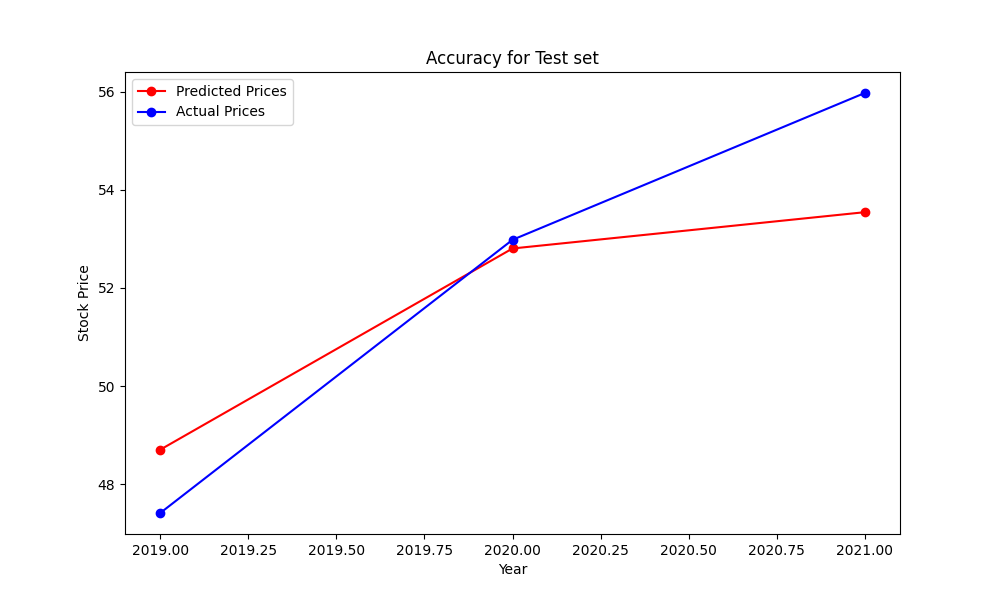 Accuracy for Test set
Predicted Prices
Actual Prices
56
54
52
50
48
Stock Price
2019.00 2019.25 2019.50 2019.75 2020.00 2020.25 2020.50 2020.75 2021.00
Year